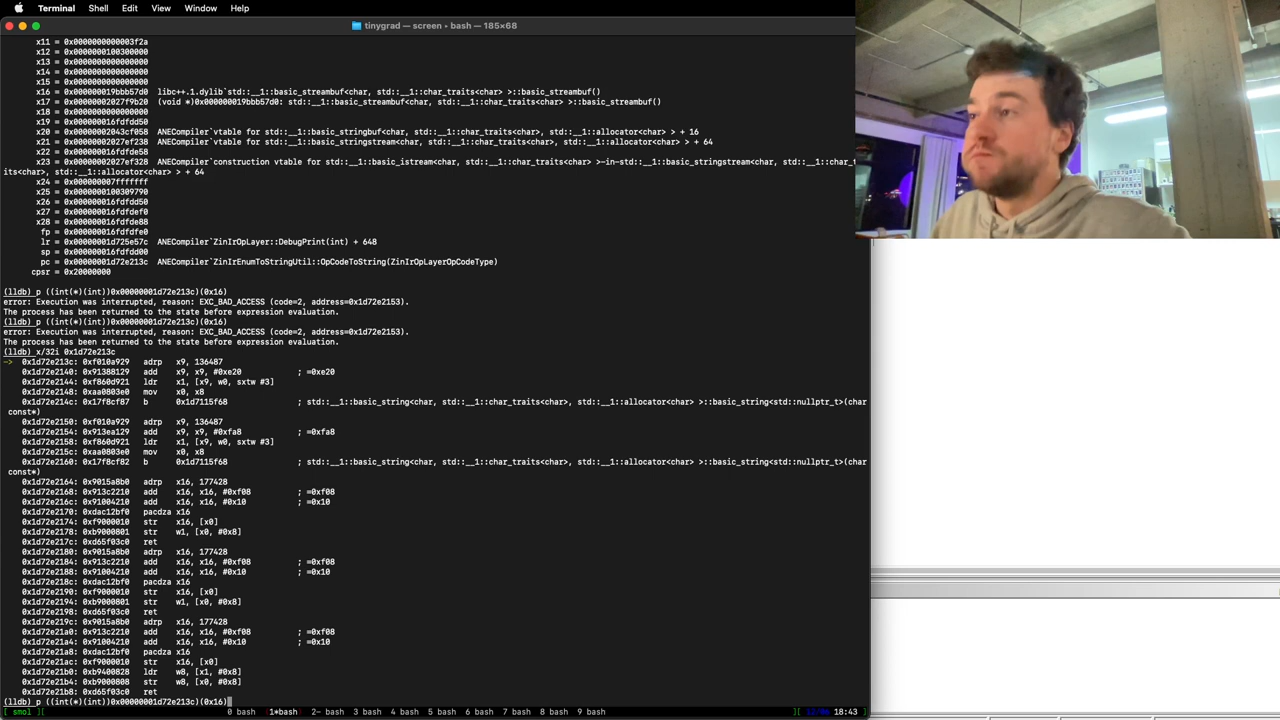 Terminal Shell Edit View Window Help
tinygrad — screen • bash — 185×68
x11 = 0x0000000000003f2a
x12 = 0x0000000100300000
x13 = 0x0000000000000000
x14 = 0x0000000000000000
x15 = 0x0000000000000000
x16 = 0x000000019bbb57d0 libc++.1.dylib`std::__1::basic_streambuf<char, std::__1::char_traits<char> >::basic_streambuf()
x17 = 0x00000002027f9b20 (void *)0x000000019bbb57d0: std::__1::basic_streambuf<char, std::__1::char_traits<char> >::basic_streambuf()
x18 = 0x0000000000000000
x19 = 0x000000016fdfdd50
x20 = 0x00000002043cf058 ANECompiler`vtable for std::__1::basic_stringbuf<char, std::__1::char_traits<char>, std::__1::allocator<char> > + 16
x21 = 0x00000002027ef238 ANECompiler`vtable for std::__1::basic_stringstream<char, std::__1::char_traits<char>, std::__1::allocator<char> > + 64
x22 = 0x000000016fdfde58
x23 = 0x00000002027ef328 ANECompiler`construction vtable for std::__1::basic_istream<char, std::__1::char_traits<char> >-in-std::__1::basic_stringstream<char, std::__1::char_tra
its<char>, std::__1::allocator<char> > + 64
x24 = 0x000000007fffffff
x25 = 0x0000000100309770
x26 = 0x000000016fdfdd50
x27 = 0x000000016fdfdef0
x28 = 0x000000016fdfde88
fp = 0x000000016fdfdfe0
lr = 0x00000001d725e57c ANECompiler`ZinIrOpLayer::DebugPrint(int) + 648
sp = 0x000000016fdfdd00
pc = 0x00000001d72e213c ANECompiler`ZinIrEnumToStringUtil::OpCodeToString(ZinIrOpLayerOpCodeType)
cpsr = 0x20000000
(lldb) p ((int(*)(int))0x00000001d72e213c)(0x16)
error: Execution was interrupted, reason: EXC_BAD_ACCESS (code=2, address=0x1d72e2153).
The process has been returned to the state before expression evaluation.
(lldb) p ((int(*)(int))0x00000001d72e213c)(0x16)
error: Execution was interrupted, reason: EXC_BAD_ACCESS (code=2, address=0x1d72e2153).
The process has been returned to the state before expression evaluation.
(lldb) x/32i 0x1d72e213c
-> 0x1d72e213c: 0xf010a929 adrp x9, 136487
0x1d72e2140: 0x91388129 add x9, x9, #0xe20 ; =0xe20
0x1d72e2144: 0xf860d921 ldr x1, [x9, w0, sxtw #3]
0x1d72e2148: 0xaa0803e0 mov x0, x8
0x1d72e214c: 0x17f8cf87 b 0x1d7115f68 ; std::__1::basic_string<char, std::__1::char_traits<char>, std::__1::allocator<char> >::basic_string<std::nullptr_t>(char
const*)
0x1d72e2150: 0xf010a929 adrp x9, 136487
0x1d72e2154: 0x913ea129 add x9, x9, #0xfa8 ; =0xfa8
0x1d72e2158: 0xf860d921 ldr x1, [x9, w0, sxtw #3]
0x1d72e215c: 0xaa0803e0 mov x0, x8
0x1d72e2160: 0x17f8cf82 b 0x1d7115f68 ; std::__1::basic_string<char, std::__1::char_traits<char>, std::__1::allocator<char> >::basic_string<std::nullptr_t>(char
const*)
0x1d72e2164: 0x9015a8b0 adrp x16, 177428
0x1d72e2168: 0x913c2210 add x16, x16, #0xf08 ; =0xf08
0x1d72e216c: 0x91004210 add x16, x16, #0x10 ; =0x10
0x1d72e2170: 0xdac12bf0 pacdza x16
0x1d72e2174: 0xf9000010 str x16, [x0]
0x1d72e2178: 0xb9000801 str w1, [x0, #0x8]
0x1d72e217c: 0xd65f03c0 ret
0x1d72e2180: 0x9015a8b0 adrp x16, 177428
0x1d72e2184: 0x913c2210 add x16, x16, #0xf08 ; =0xf08
0x1d72e2188: 0x91004210 add x16, x16, #0x10 ; =0x10
0x1d72e218c: 0xdac12bf0 pacdza x16
0x1d72e2190: 0xf9000010 str x16, [x0]
0x1d72e2194: 0xb9000801 str w1, [x0, #0x8]
0x1d72e2198: 0xd65f03c0 ret
0x1d72e219c: 0x9015a8b0 adrp x16, 177428
0x1d72e21a0: 0x913c2210 add x16, x16, #0xf08 ; =0xf08
0x1d72e21a4: 0x91004210 add x16, x16, #0x10 ; =0x10
0x1d72e21a8: 0xdac12bf0 pacdza x16
0x1d72e21ac: 0xf9000010 str x16, [x0]
0x1d72e21b0: 0xb9400828 ldr w8, [x1, #0x8]
0x1d72e21b4: 0xb9000808 str w8, [x0, #0x8]
0x1d72e21b8: 0xd65f03c0 ret
(lldb) p ((int(*)(int))0x00000001d72e213c)(0x16)
[ smol ][ 0 bash (1*bash) 2- bash 3 bash 4 bash 5 bash 6 bash 7 bash 8 bash 9 bash ][ 18:43 ]